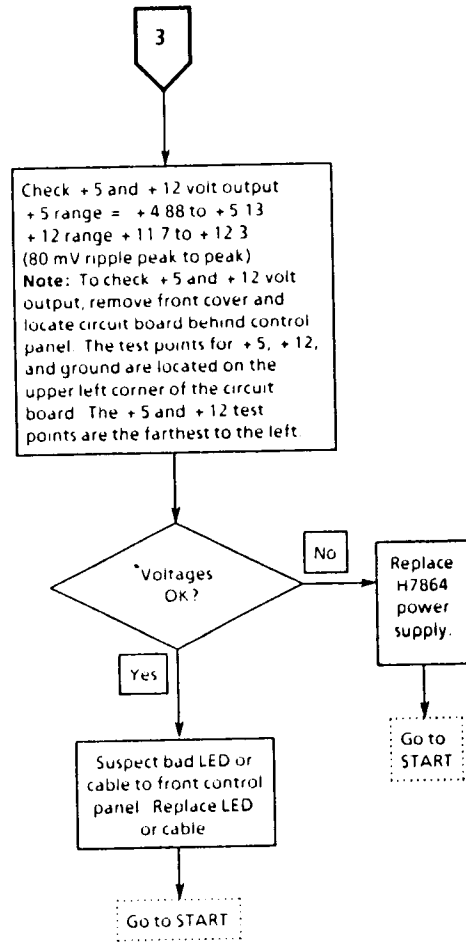 3
Check +5 and +12 volt output
+5 range = +4 88 to +5 13
+12 range +11 7 to +12 3
(80 mV ripple peak to peak)
Note: To check +5 and +12 volt
output, remove front cover and
locate circuit board behind control
panel. The test points for +5, +12,
and ground are located on the
upper left corner of the circuit
board The +5 and +12 test
points are the farthest to the left.
Voltages
OK?
No
Replace
H7864
power
supply.
Yes
Go to
START
Suspect bad LED or
cable to front control
panel Replace LED
or cable
Go to START